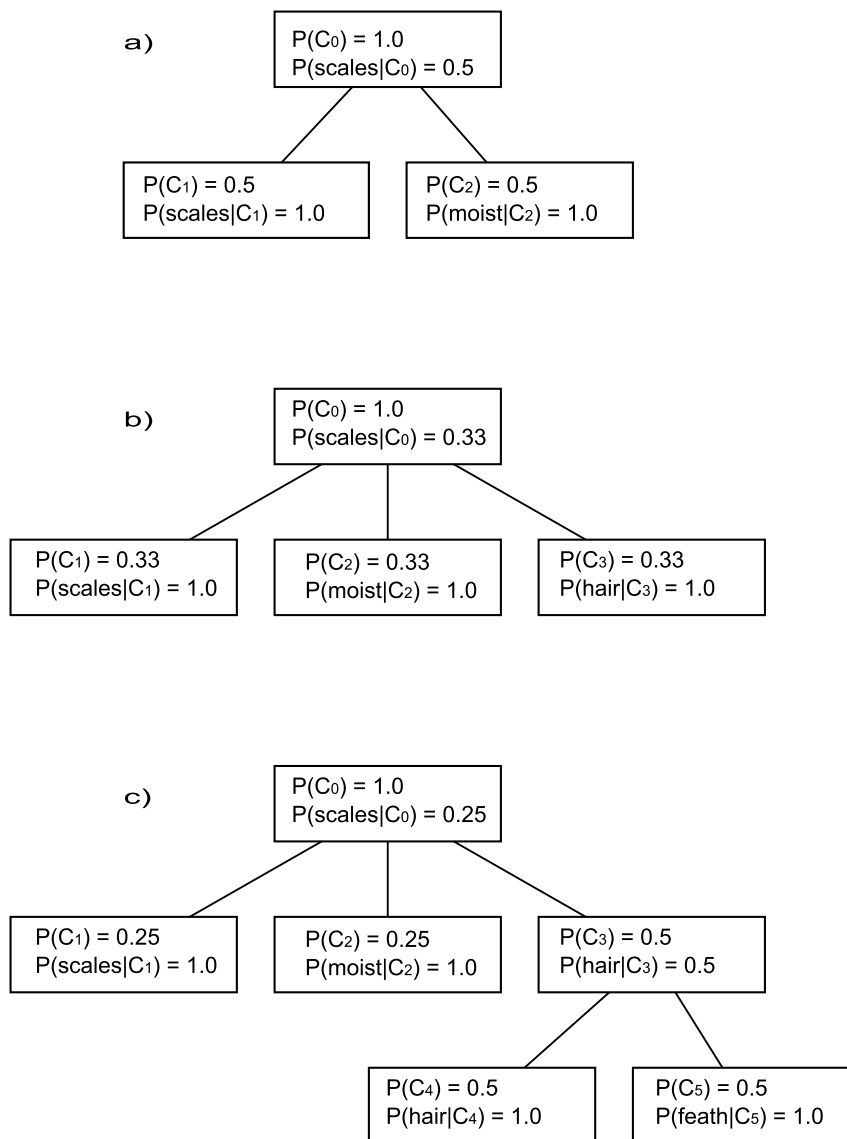 a)
P(C₀) = 1.0
P(scales|C₀) = 0.5
P(C₁) = 0.5
P(scales|C₁) = 1.0
P(C₂) = 0.5
P(moist|C₂) = 1.0
b)
P(C₀) = 1.0
P(scales|C₀) = 0.33
P(C₁) = 0.33
P(scales|C₁) = 1.0
P(C₂) = 0.33
P(moist|C₂) = 1.0
P(C₃) = 0.33
P(hair|C₃) = 1.0
c)
P(C₀) = 1.0
P(scales|C₀) = 0.25
P(C₁) = 0.25
P(scales|C₁) = 1.0
P(C₂) = 0.25
P(moist|C₂) = 1.0
P(C₃) = 0.5
P(hair|C₃) = 0.5
P(C₄) = 0.5
P(hair|C₄) = 1.0
P(C₅) = 0.5
P(feath|C₅) = 1.0